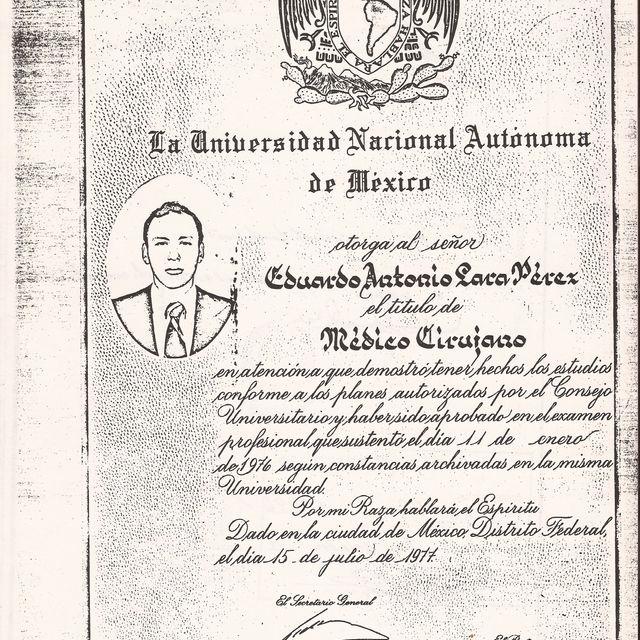 EL ESPIR
A HABLARA
La Universidad Nacional Autónoma
de México
otorga al señor
Eduardo Antonio Lara Pérez
el título de
Médico Cirujano
en atención a que demostró tener hechos los estudios
conforme a los planes autorizados por el Consejo
Universitario y haber sido aprobado en el examen
profesional que sustentó el día 11 de enero
de 1976 según constancias archivadas en la misma
Universidad.
Por mi Raza hablará el Espíritu
Dado en la ciudad de México Distrito Federal,
el día 15 de julio de 1977.
El Secretario General